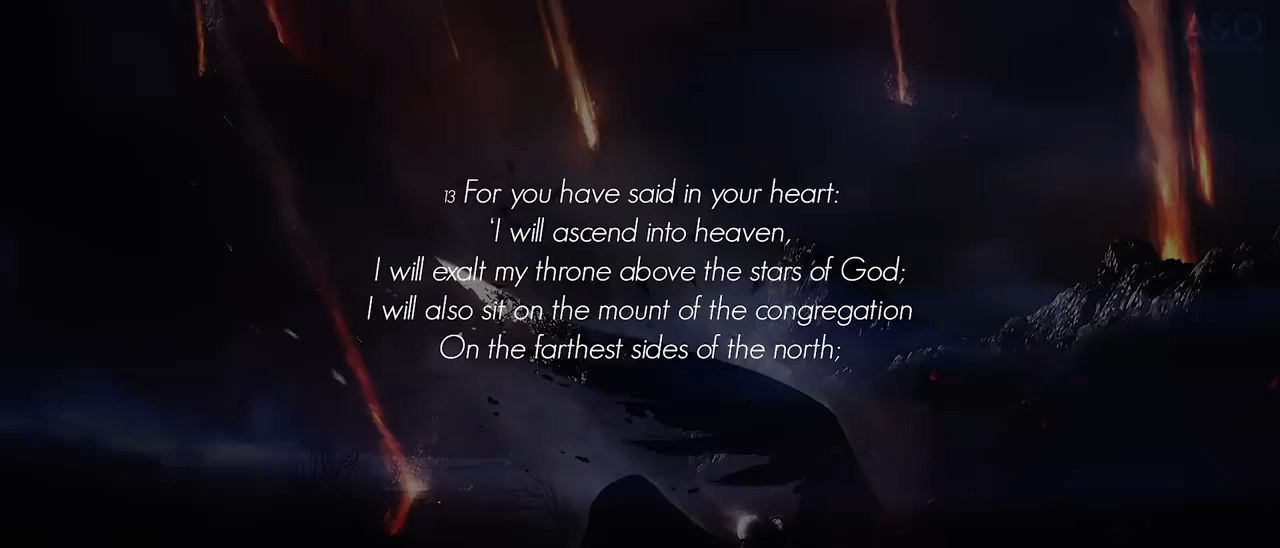 A&O
13 For you have said in your heart:
‘I will ascend into heaven,
I will exalt my throne above the stars of God;
I will also sit on the mount of the congregation
On the farthest sides of the north;